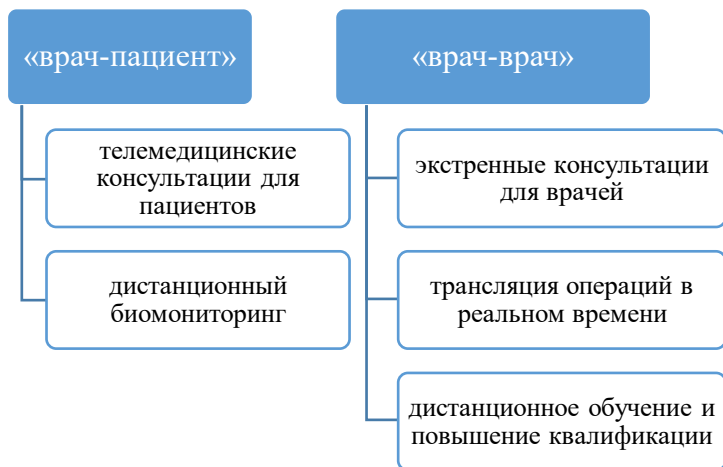 «врач-пациент»
телемедицинские
консультации для
пациентов
дистанционный
биомониторинг
«врач-врач»
экстренные консультации
для врачей
трансляция операций в
реальном времени
дистанционное обучение и
повышение квалификации